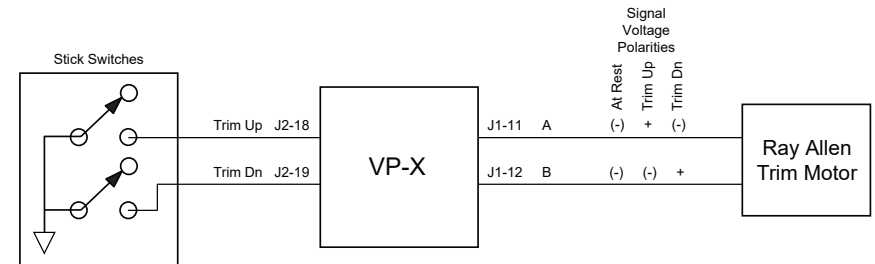 Signal
Voltage
Polarities
Stick Switches
At Rest
Trim Up
Trim Dn
Trim Up J2-18
J1-11 A (-) + (-)
Trim Dn J2-19
J1-12 B (-) (-) +
VP-X
Ray Allen
Trim Motor